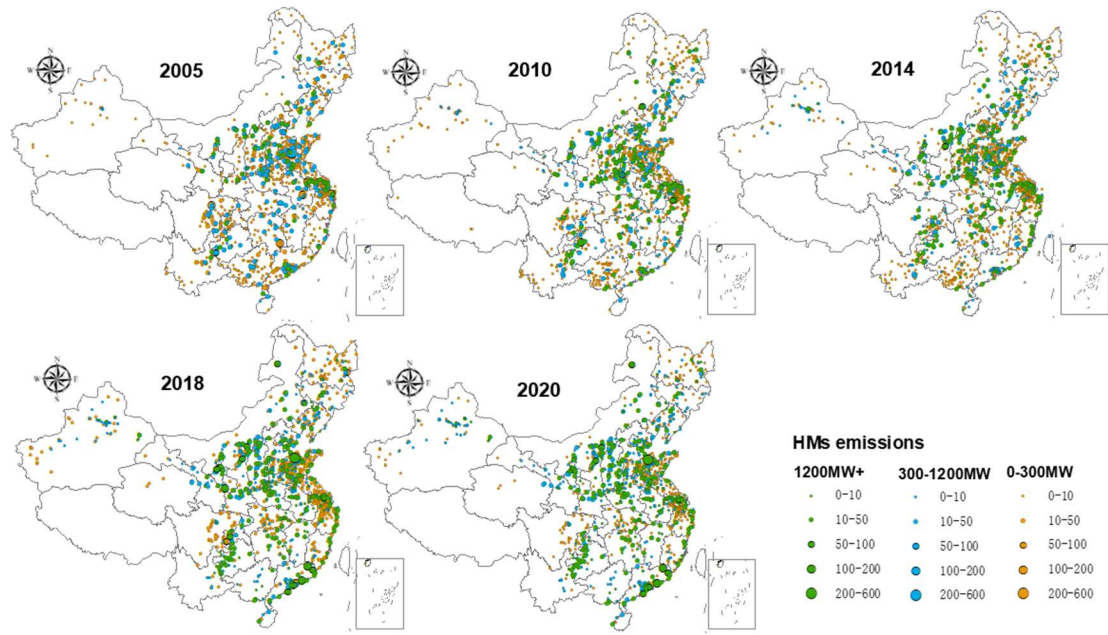 N
W E
S
2005
N
W E
S
2010
N
W E
S
2014
N
W E
S
2018
N
W E
S
2020
HMs emissions
1200MW+ 300-1200MW 0-300MW
0-10 0-10 0-10
10-50 10-50 10-50
50-100 50-100 50-100
100-200 100-200 100-200
200-600 200-600 200-600